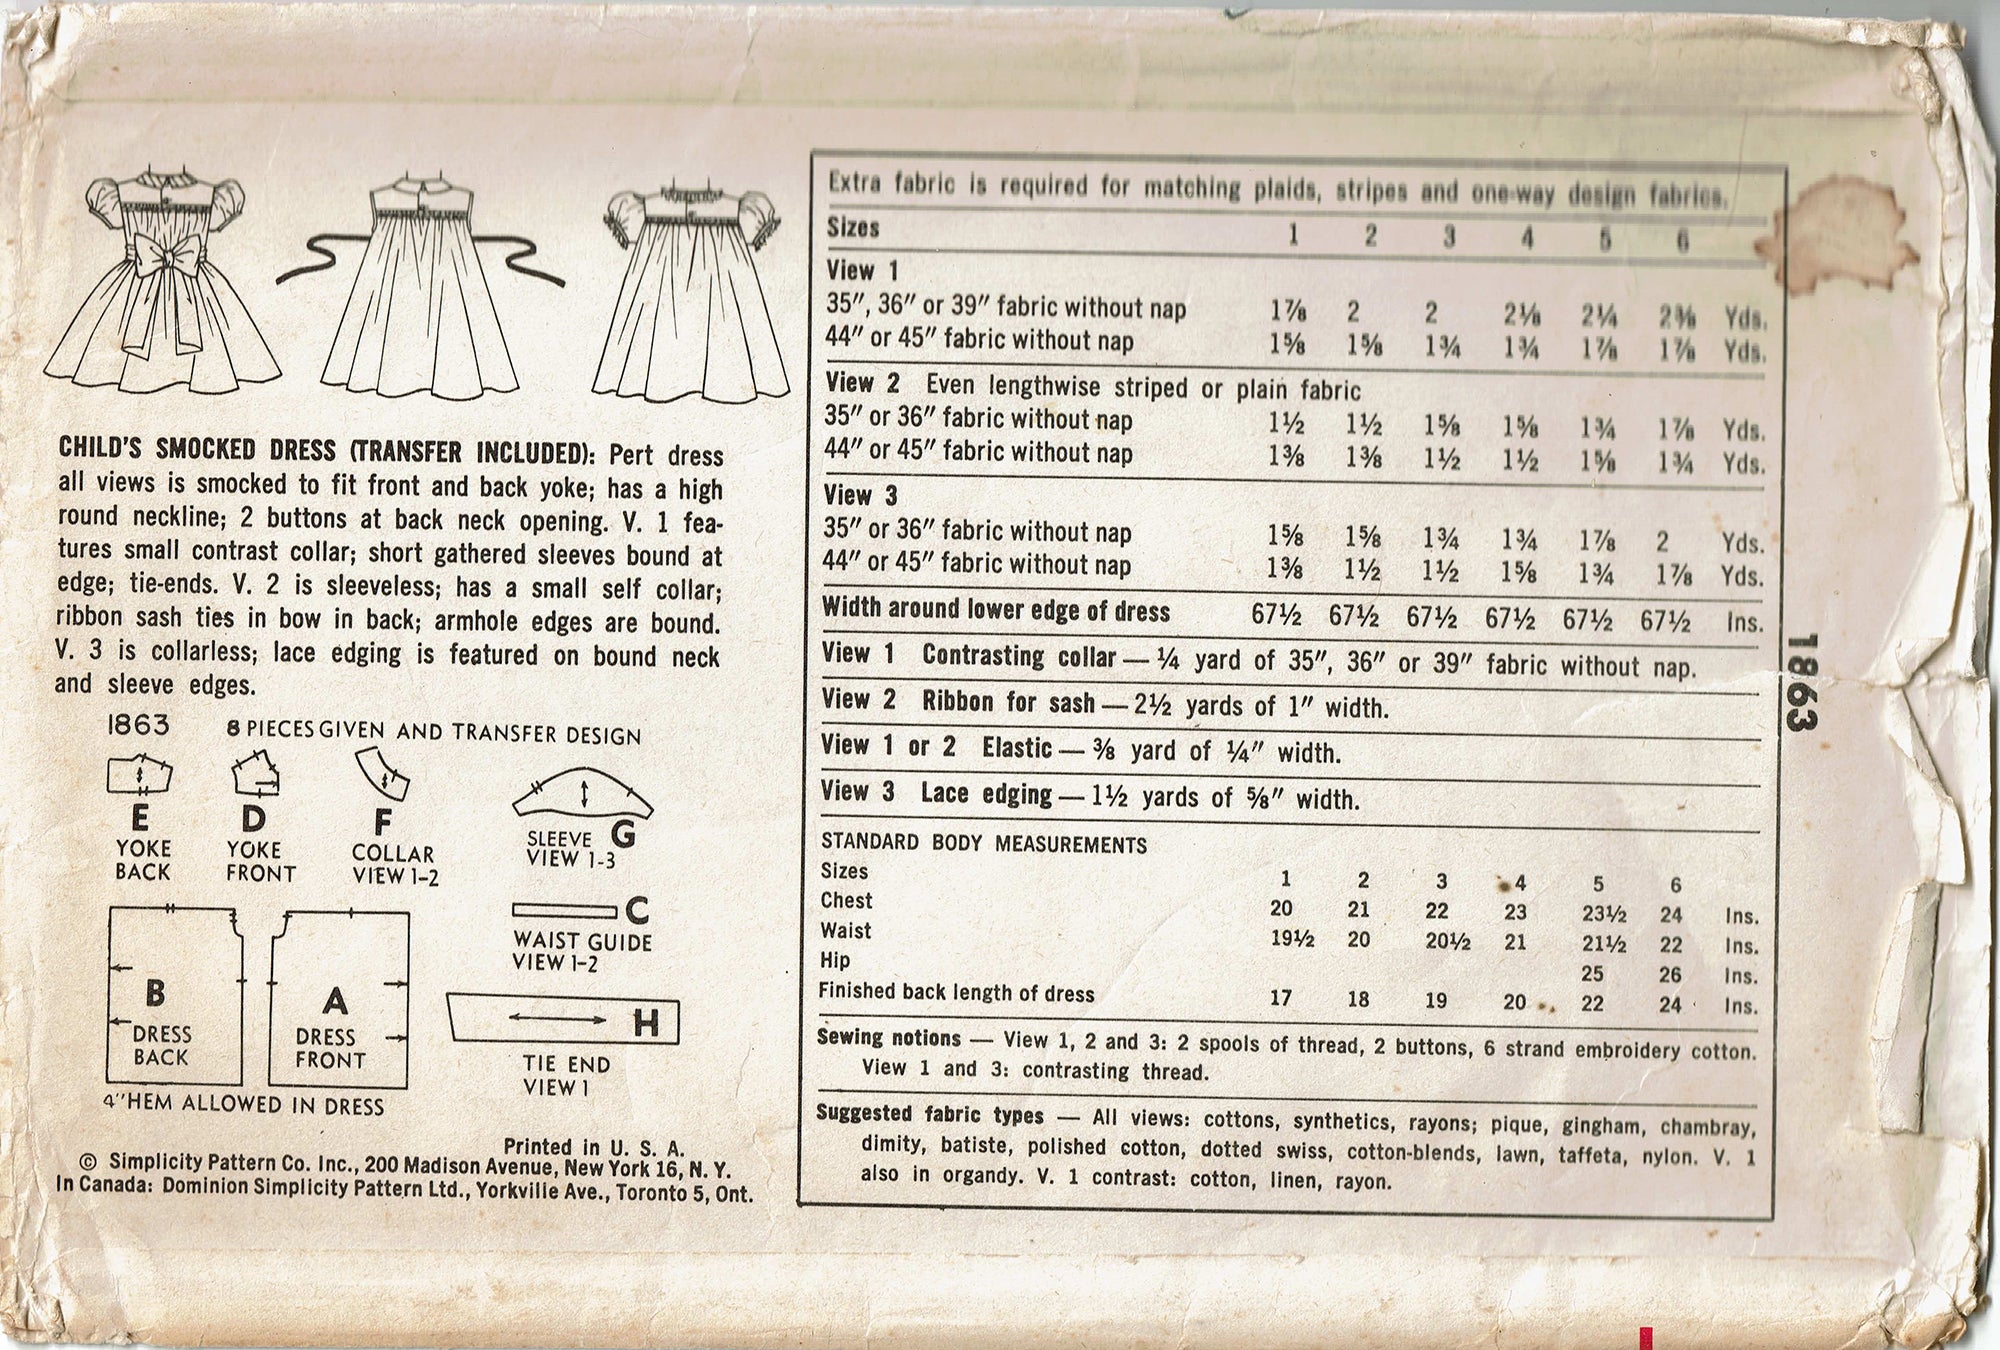 CHILD'S SMOCKED DRESS (TRANSFER INCLUDED): Pert dress
all views is smocked to fit front and back yoke; has a high
round neckline; 2 buttons at back neck opening. V. 1 fea-
tures small contrast collar; short gathered sleeves bound at
edge; tie-ends. V. 2 is sleeveless; has a small self collar;
ribbon sash ties in bow in back; armhole edges are bound.
V. 3 is collarless; lace edging is featured on bound neck
and sleeve edges.
1863 8 PIECES GIVEN AND TRANSFER DESIGN
E
YOKE
BACK
D
YOKE
FRONT
F
COLLAR
VIEW 1-2
SLEEVE G
VIEW 1-3
C
WAIST GUIDE
VIEW 1-2
B
DRESS
BACK
A
DRESS
FRONT
H
TIE END
VIEW 1
4" HEM ALLOWED IN DRESS
Printed in U. S. A.
© Simplicity Pattern Co. Inc., 200 Madison Avenue, New York 16, N. Y.
In Canada: Dominion Simplicity Pattern Ltd., Yorkville Ave., Toronto 5, Ont.
Extra fabric is required for matching plaids, stripes and one-way design fabrics.
Sizes 1 2 3 4 5 6
View 1
35", 36" or 39" fabric without nap 1⅞ 2 2 2⅛ 2¼ 2⅜ Yds.
44" or 45" fabric without nap 1⅝ 1⅝ 1¾ 1¾ 1⅞ 1⅞ Yds.
View 2 Even lengthwise striped or plain fabric
35" or 36" fabric without nap 1½ 1½ 1⅝ 1⅝ 1¾ 1⅞ Yds.
44" or 45" fabric without nap 1⅜ 1⅜ 1½ 1½ 1⅝ 1¾ Yds.
View 3
35" or 36" fabric without nap 1⅝ 1⅝ 1¾ 1¾ 1⅞ 2 Yds.
44" or 45" fabric without nap 1⅜ 1½ 1½ 1⅝ 1¾ 1⅞ Yds.
Width around lower edge of dress 67½ 67½ 67½ 67½ 67½ 67½ Ins.
View 1 Contrasting collar — ¼ yard of 35", 36" or 39" fabric without nap.
View 2 Ribbon for sash — 2½ yards of 1" width.
View 1 or 2 Elastic — ⅜ yard of ¼" width.
View 3 Lace edging — 1½ yards of ⅝" width.
STANDARD BODY MEASUREMENTS
Sizes 1 2 3 4 5 6
Chest 20 21 22 23 23½ 24 Ins.
Waist 19½ 20 20½ 21 21½ 22 Ins.
Hip 25 26 Ins.
Finished back length of dress 17 18 19 20 22 24 Ins.
Sewing notions — View 1, 2 and 3: 2 spools of thread, 2 buttons, 6 strand embroidery cotton.
View 1 and 3: contrasting thread.
Suggested fabric types — All views: cottons, synthetics, rayons; pique, gingham, chambray,
dimity, batiste, polished cotton, dotted swiss, cotton-blends, lawn, taffeta, nylon. V. 1
also in organdy. V. 1 contrast: cotton, linen, rayon.
1863